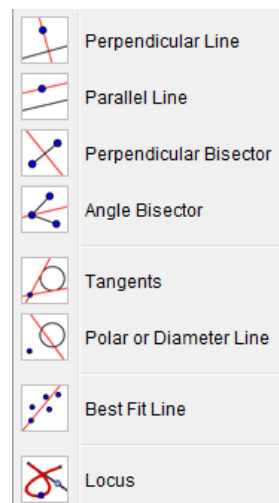 Perpendicular Line
Parallel Line
Perpendicular Bisector
Angle Bisector
Tangents
Polar or Diameter Line
Best Fit Line
Locus